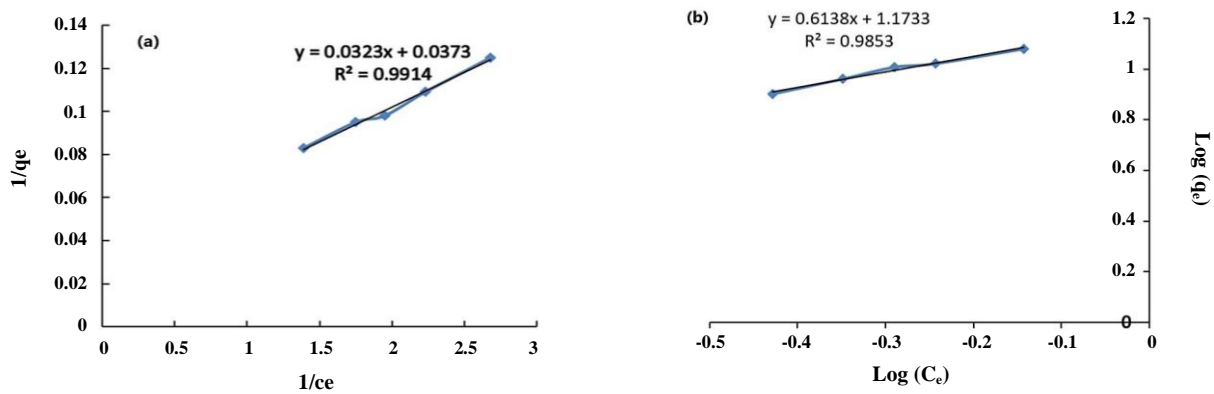 (a)
y = 0.0323x + 0.0373
R² = 0.9914
0.14
0.12
0.1
0.08
0.06
0.04
0.02
0
1/qe
0 0.5 1 1.5 2 2.5 3
1/ce
(b)
y = 0.6138x + 1.1733
R² = 0.9853
1.2
1
0.8
0.6
0.4
0.2
0
Log (qₑ)
-0.5 -0.4 -0.3 -0.2 -0.1 0
Log (Cₑ)